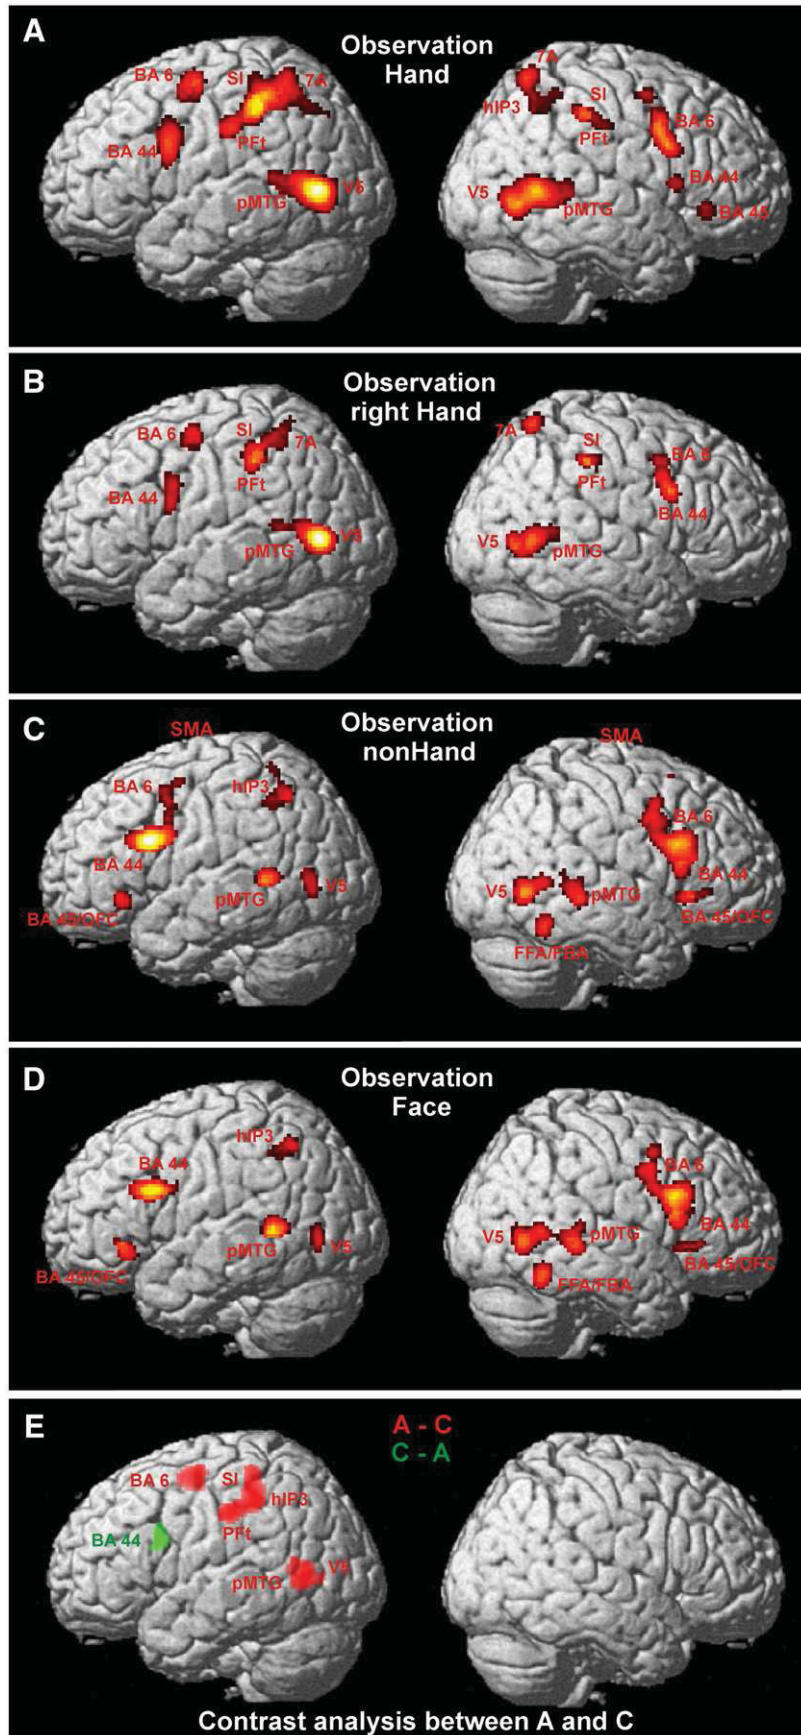 A
Observation
Hand
BA 6
SI
7A
BA 44
PFt
pMTG
V5
7A
hIP3
SI
PFt
BA 6
BA 44
BA 45
V5
pMTG
B
Observation
right Hand
BA 6
SI
7A
BA 44
PFt
pMTG
V5
7A
SI
PFt
BA 6
BA 44
V5
pMTG
C
Observation
nonHand
SMA
BA 6
hIP3
BA 44
pMTG
V5
BA 45/OFC
SMA
BA 6
BA 44
V5
pMTG
BA 45/OFC
FFA/FBA
D
Observation
Face
hIP3
BA 44
pMTG
V5
BA 45/OFC
BA 6
BA 44
V5
pMTG
BA 45/OFC
FFA/FBA
E
A - C
C - A
BA 6
SI
hIP3
PFt
BA 44
pMTG
V5
Contrast analysis between A and C